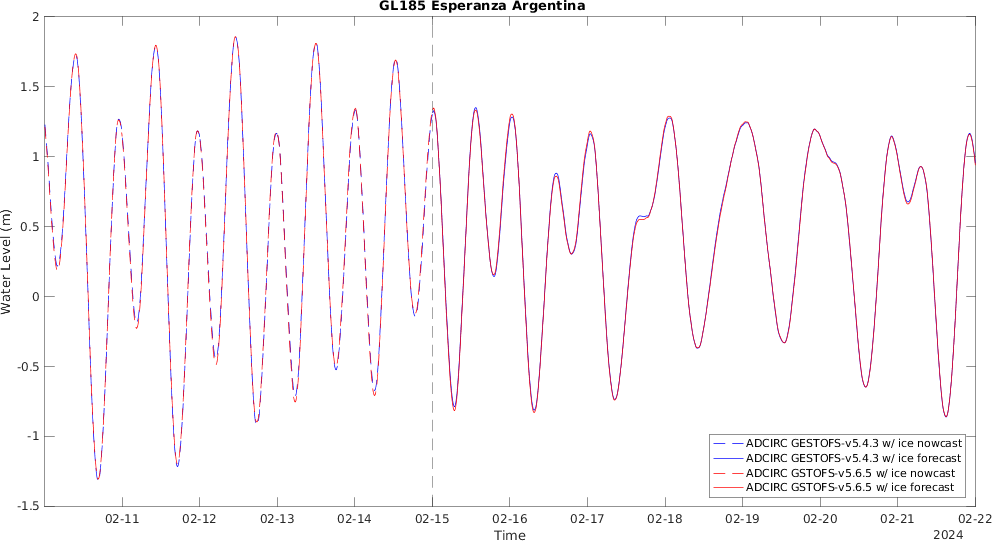 GL185 Esperanza Argentina
2
1.5
1
0.5
0
-0.5
-1
-1.5
Water Level (m)
ADCIRC GESTOFS-v5.4.3 w/ ice nowcast
ADCIRC GESTOFS-v5.4.3 w/ ice forecast
ADCIRC GSTOFS-v5.6.5 w/ ice nowcast
ADCIRC GSTOFS-v5.6.5 w/ ice forecast
02-11 02-12 02-13 02-14 02-15 02-16 02-17 02-18 02-19 02-20 02-21 02-22
Time
2024